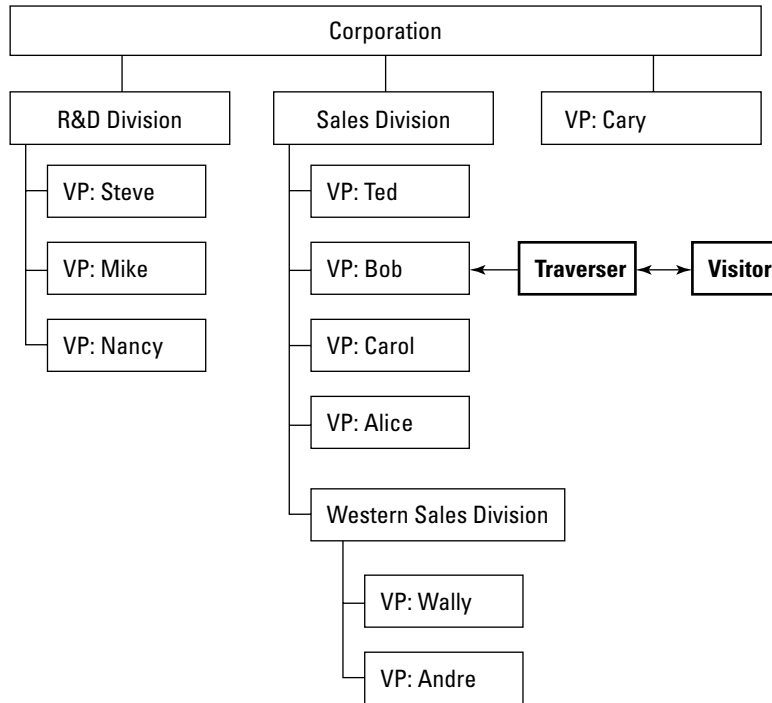 Corporation
R&D Division
Sales Division
VP: Cary
VP: Steve
VP: Ted
VP: Mike
VP: Bob
Traverser
Visitor
VP: Nancy
VP: Carol
VP: Alice
Western Sales Division
VP: Wally
VP: Andre